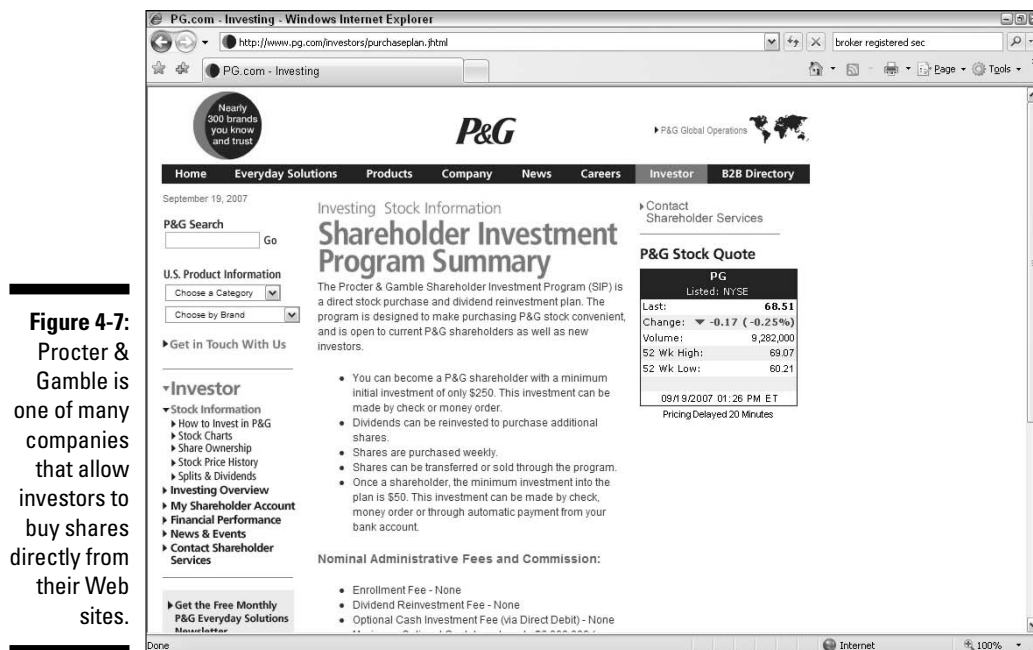 PG.com - Investing - Windows Internet Explorer
http://www.pg.com/investors/purchaseplan.jhtml
broker registered sec
PG.com - Investing
Page
Tools
Nearly
300 brands
you know
and trust
P&G
P&G Global Operations
Home Everyday Solutions Products Company News Careers Investor B2B Directory
September 19, 2007
P&G Search
Go
U.S. Product Information
Choose a Category
Choose by Brand
Get in Touch With Us
Investor
Stock Information
How to Invest in P&G
Stock Charts
Share Ownership
Stock Price History
Splits & Dividends
Investing Overview
My Shareholder Account
Financial Performance
News & Events
Contact Shareholder
Services
Get the Free Monthly
P&G Everyday Solutions
Newsletter
Investing Stock Information
Shareholder Investment
Program Summary
The Procter & Gamble Shareholder Investment Program (SIP) is
a direct stock purchase and dividend reinvestment plan. The
program is designed to make purchasing P&G stock convenient,
and is open to current P&G shareholders as well as new
investors.
• You can become a P&G shareholder with a minimum
initial investment of only $250. This investment can be
made by check or money order.
• Dividends can be reinvested to purchase additional
shares.
• Shares are purchased weekly.
• Shares can be transferred or sold through the program.
• Once a shareholder, the minimum investment into the
plan is $50. This investment can be made by check,
money order or through automatic payment from your
bank account.
Nominal Administrative Fees and Commission:
• Enrollment Fee - None
• Dividend Reinvestment Fee - None
• Optional Cash Investment Fee (via Direct Debit) - None
Contact
Shareholder Services
P&G Stock Quote
PG
Listed: NYSE
Last: 68.51
Change: ▼ -0.17 (-0.25%)
Volume: 9,282,000
52 Wk High: 69.07
52 Wk Low: 60.21
09/19/2007 01:26 PM ET
Pricing Delayed 20 Minutes
Done
Internet
100%
Figure 4-7:
Procter &
Gamble is
one of many
companies
that allow
investors to
buy shares
directly from
their Web
sites.